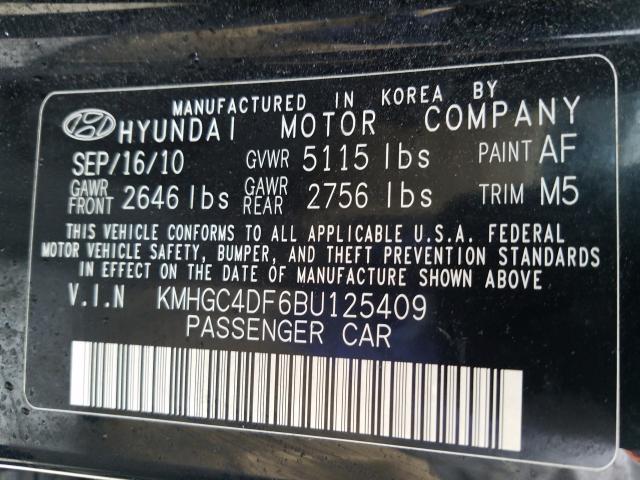 MANUFACTURED IN KOREA BY
HYUNDAI MOTOR COMPANY
SEP/16/10 GVWR 5115 lbs PAINT AF
GAWR FRONT 2646 lbs GAWR REAR 2756 lbs TRIM M5
THIS VEHICLE CONFORMS TO ALL APPLICABLE U.S.A. FEDERAL
MOTOR VEHICLE SAFETY, BUMPER, AND THEFT PREVENTION STANDARDS
IN EFFECT ON THE DATE OF MANUFACTURE SHOWN ABOVE
V.I.N KMHGC4DF6BU125409
PASSENGER CAR